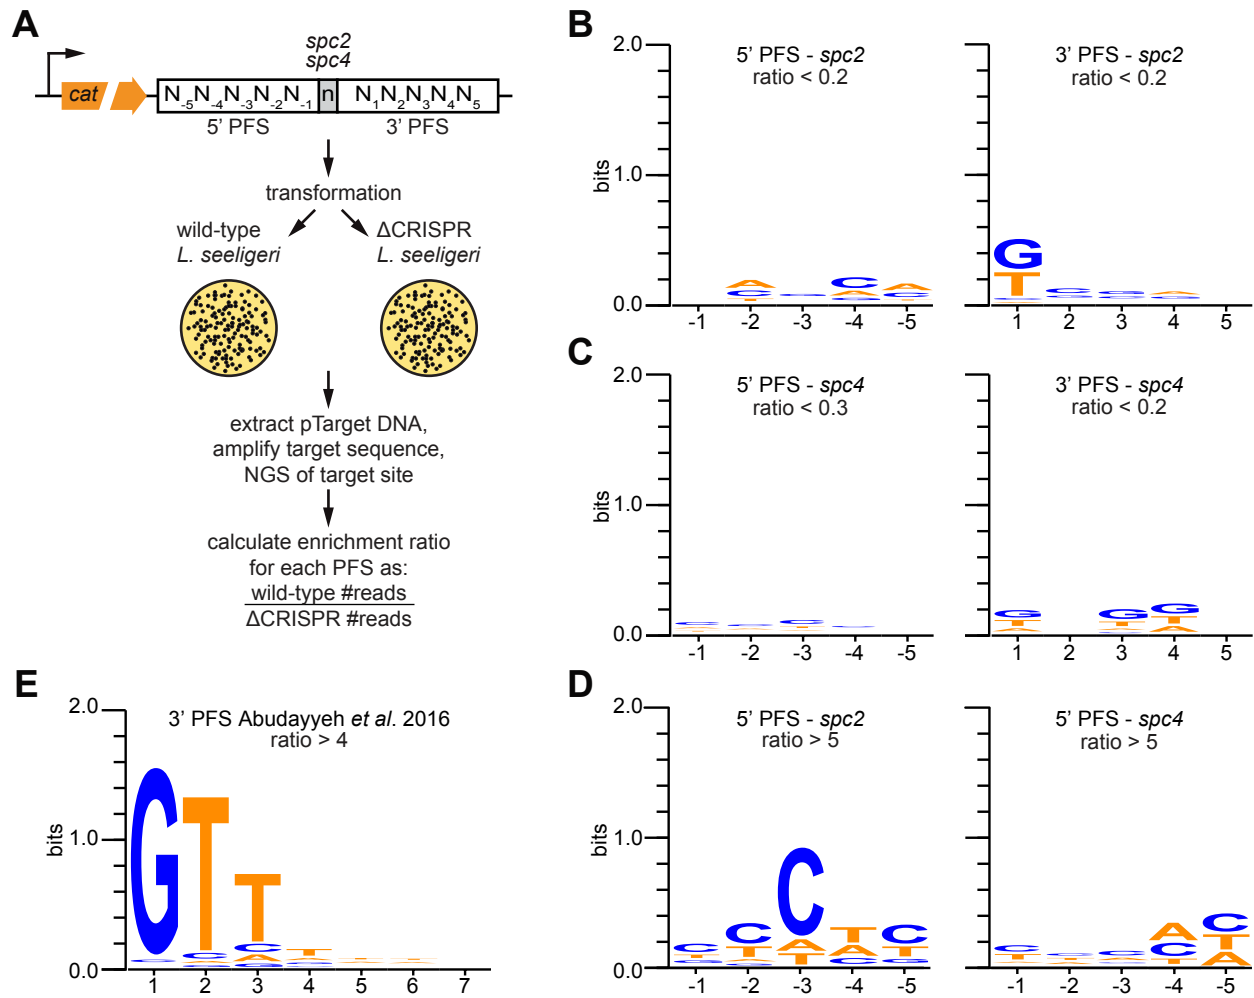 A
spc2
spc4
cat
N-5N-4N-3N-2N-1 n N1N2N3N4N5
5’ PFS 3’ PFS
transformation
wild-type
L. seeligeri
ΔCRISPR
L. seeligeri
extract pTarget DNA,
amplify target sequence,
NGS of target site
calculate enrichment ratio
for each PFS as:
wild-type #reads
ΔCRISPR #reads
B
5’ PFS - spc2
ratio < 0.2
2.0
1.0
0.0
bits
A
C
T
C
A
A
C
-1 -2 -3 -4 -5
3’ PFS - spc2
ratio < 0.2
G
T
1 2 3 4 5
C
5’ PFS - spc4
ratio < 0.3
2.0
1.0
0.0
bits
-1 -2 -3 -4 -5
3’ PFS - spc4
ratio < 0.2
G
T
A
G
T
G
T
A
1 2 3 4 5
E
3’ PFS Abudayyeh et al. 2016
ratio > 4
2.0
1.0
0.0
bits
G
T
C
T
C
A
T
1 2 3 4 5 6 7
D
5’ PFS - spc2
ratio > 5
2.0
1.0
0.0
bits
C
T
C
T
C
A
T
T
A
C
C
T
-1 -2 -3 -4 -5
5’ PFS - spc4
ratio > 5
C
T
A
C
T
C
T
A
-1 -2 -3 -4 -5